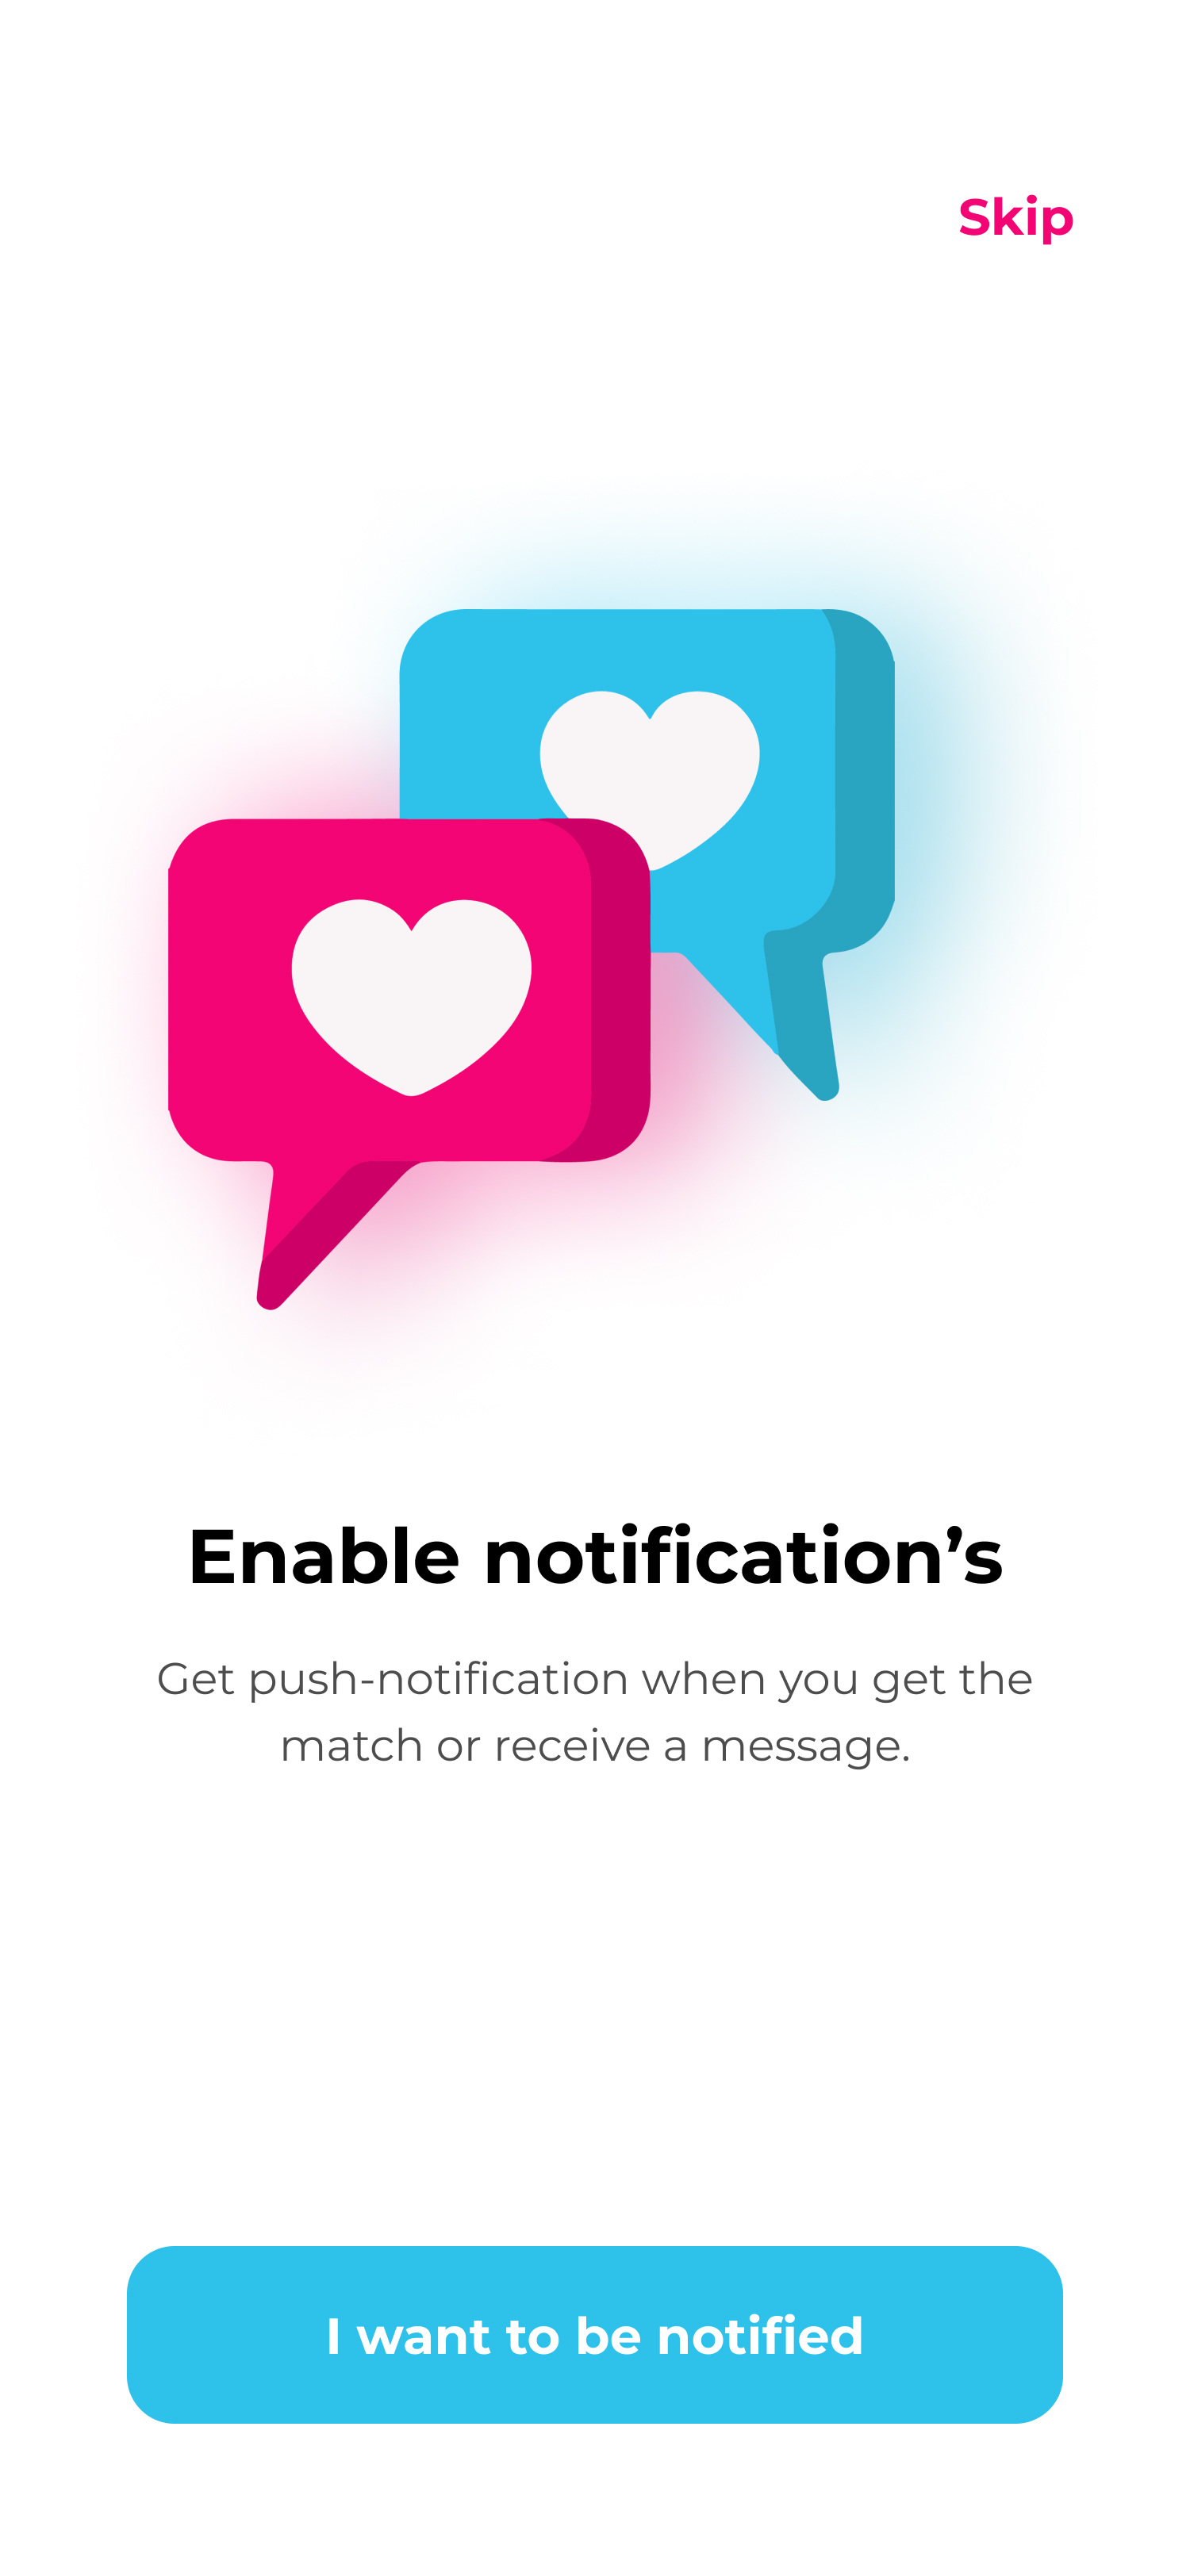 Skip
Enable notification’s
Get push-notification when you get the
match or receive a message.
I want to be notified